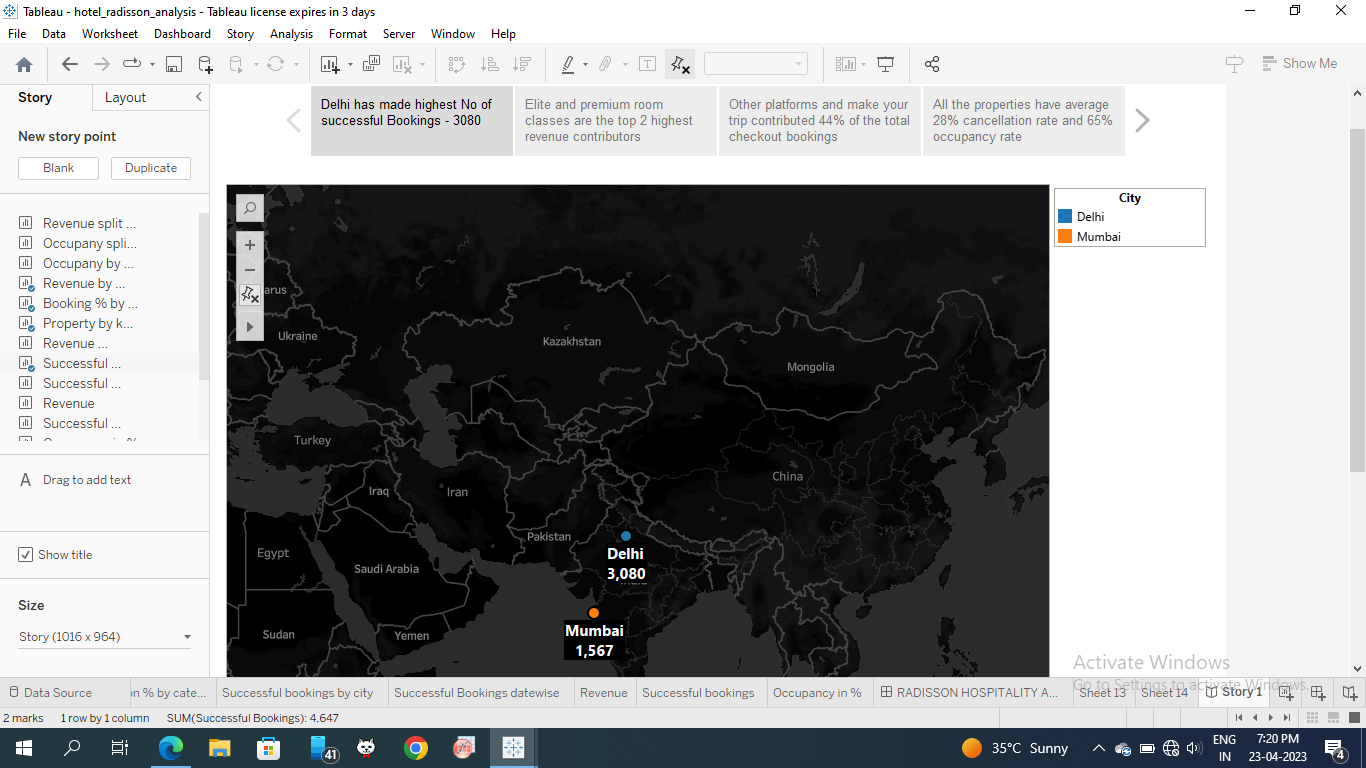 Tableau - hotel_radisson_analysis - Tableau license expires in 3 days
File Data Worksheet Dashboard Story Analysis Format Server Window Help
Show Me
Story Layout
New story point
Blank Duplicate
Revenue split ...
Occupany spli...
Occupany by ...
Revenue by ...
Booking % by ...
Property by k...
Revenue ...
Successful ...
Successful ...
Revenue
Successful ...
A Drag to add text
Show title
Size
Story (1016 x 964)
Delhi has made highest No of
successful Bookings - 3080
Elite and premium room
classes are the top 2 highest
revenue contributors
Other platforms and make your
trip contributed 44% of the total
checkout bookings
All the properties have average
28% cancellation rate and 65%
occupancy rate
City
Delhi
Mumbai
arus
Ukraine
Kazakhstan
Mongolia
Turkey
China
Iraq
Iran
Pakistan
Egypt
Saudi Arabia
Delhi
3,080
India
Sudan
Yemen
Mumbai
1,567
Activate Windows
Go to Settings to activate Windows.
Data Source n % by cate... Successful bookings by city Successful Bookings datewise Revenue Successful bookings Occupancy in % RADISSON HOSPITALITY A... Sheet 13 Sheet 14 Story 1
2 marks 1 row by 1 column SUM(Successful Bookings): 4,647
41 35°C Sunny ENG 7:20 PM
IN 23-04-2023 4